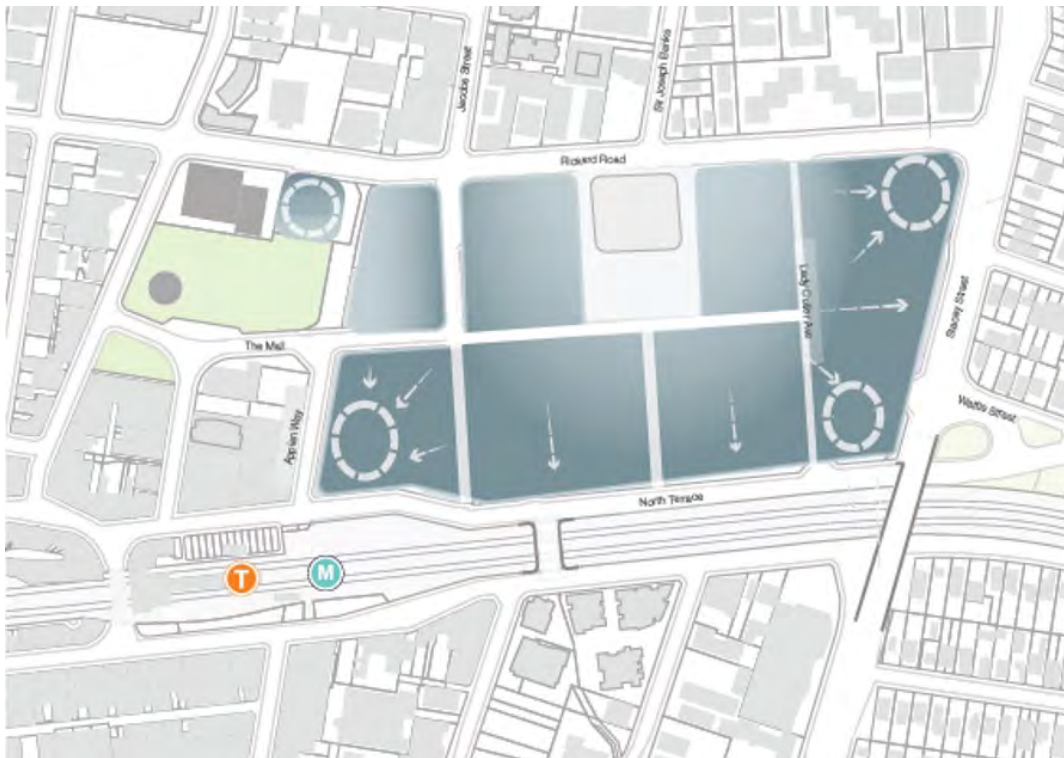 Jacobs Street
Sir Joseph Banks
Rickard Road
Lady Cutler Ave
Stacey Street
The Mall
Appian Way
Wattle Street
North Terrace
T
M